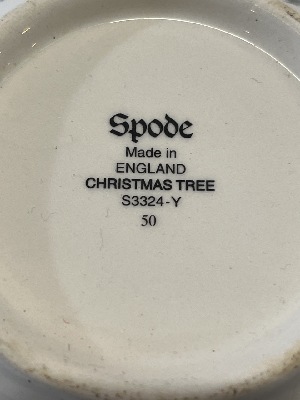 Spode
Made in
ENGLAND
CHRISTMAS TREE
S3324-Y
50